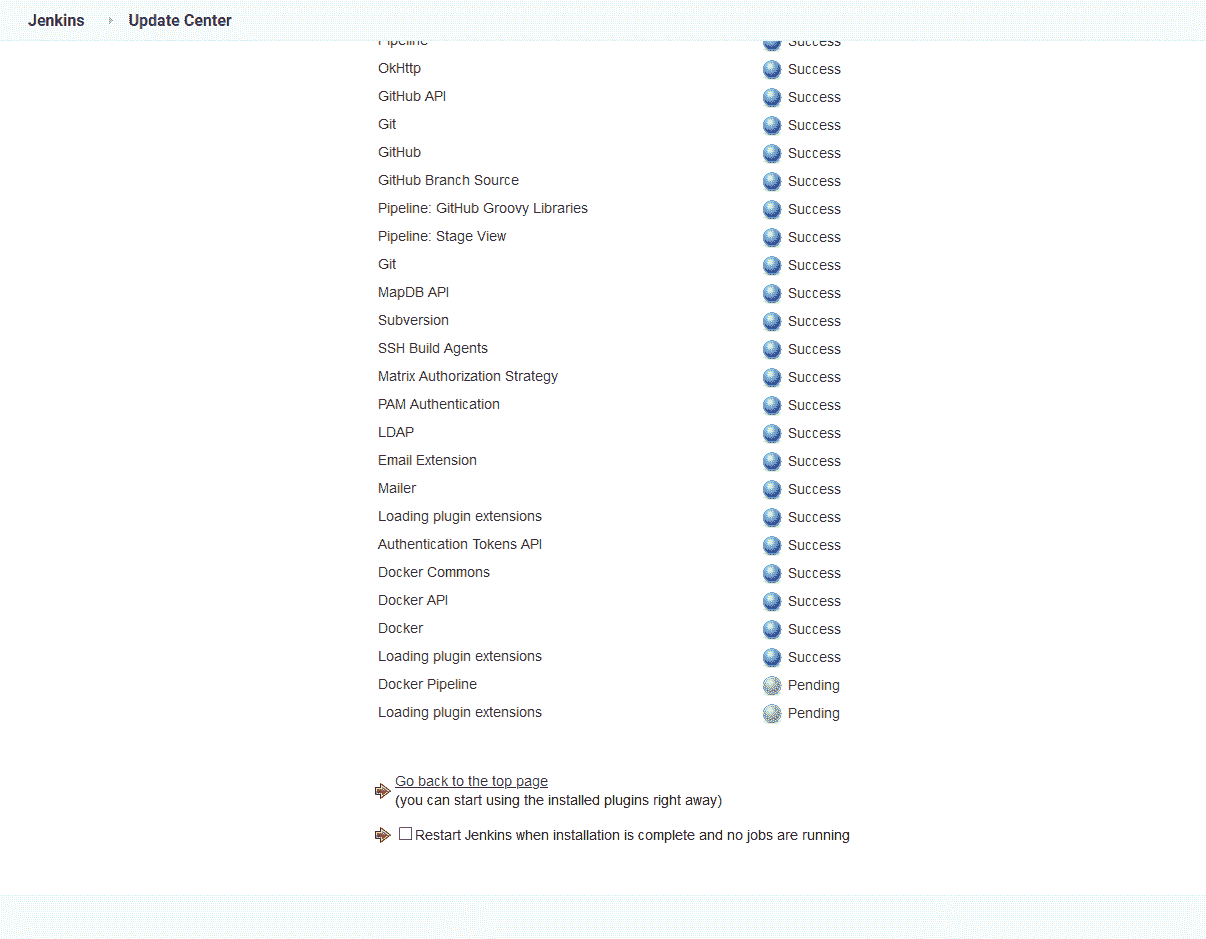 Jenkins Update Center
Pipeline Success
OkHttp Success
GitHub API Success
Git Success
GitHub Success
GitHub Branch Source Success
Pipeline: GitHub Groovy Libraries Success
Pipeline: Stage View Success
Git Success
MapDB API Success
Subversion Success
SSH Build Agents Success
Matrix Authorization Strategy Success
PAM Authentication Success
LDAP Success
Email Extension Success
Mailer Success
Loading plugin extensions Success
Authentication Tokens API Success
Docker Commons Success
Docker API Success
Docker Success
Loading plugin extensions Success
Docker Pipeline Pending
Loading plugin extensions Pending
Go back to the top page
(you can start using the installed plugins right away)
Restart Jenkins when installation is complete and no jobs are running